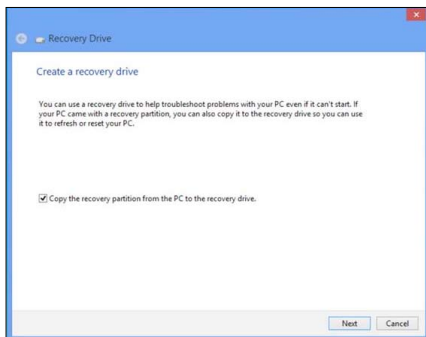 Recovery Drive
Create a recovery drive
You can use a recovery drive to help troubleshoot problems with your PC even if it can't start. If
your PC came with a recovery partition, you can also copy it to the recovery drive so you can use
it to refresh or reset your PC.
Copy the recovery partition from the PC to the recovery drive.
Next Cancel